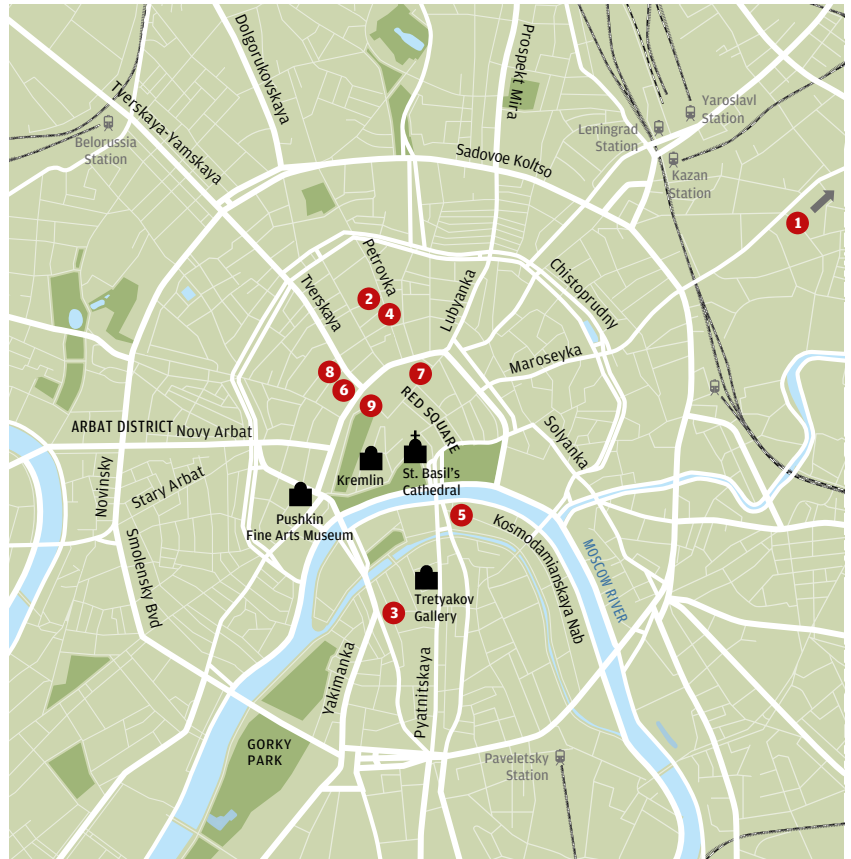 Dolgorukovskaya
Prospekt Mira
Tverskaya-Yamskaya
Yaroslavl
Station
Leningrad
Station
Belorussia
Station
Sadovoe Koltso
Kazan
Station
1
Petrovka
Chistoprudny
Tverskaya
Lubyanka
2
4
Maroseyka
8
7
6
9
RED SQUARE
ARBAT DISTRICT
Novy Arbat
Solyanka
Novinsky
Stary Arbat
Kremlin
St. Basil's
Cathedral
Pushkin
Fine Arts Museum
5
Kosmodamianskaya Nab
Smolensky Bvd
MOSCOW RIVER
Tretyakov
Gallery
3
Yakimanka
Pyatnitskaya
GORKY
PARK
Paveletsky
Station